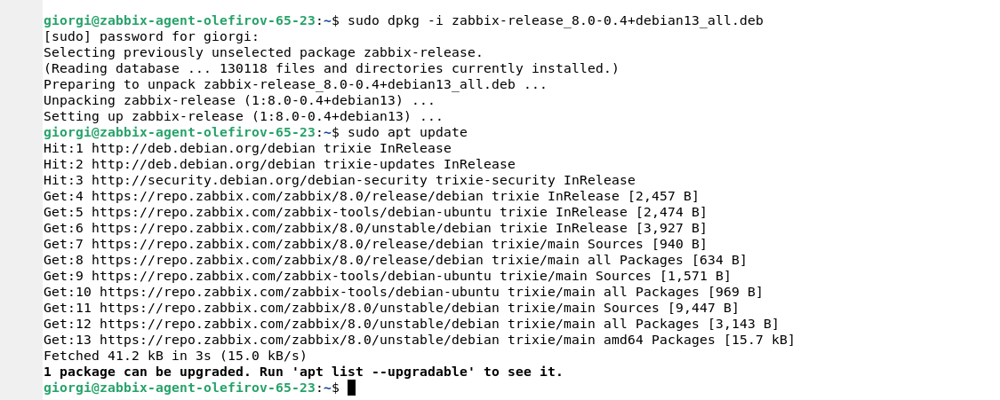 giorgi@zabbix-agent-olefirov-65-23:~$ sudo dpkg -i zabbix-release_8.0-0.4+debian13_all.deb
[sudo] password for giorgi:
Selecting previously unselected package zabbix-release.
(Reading database ... 130118 files and directories currently installed.)
Preparing to unpack zabbix-release_8.0-0.4+debian13_all.deb ...
Unpacking zabbix-release (1:8.0-0.4+debian13) ...
Setting up zabbix-release (1:8.0-0.4+debian13) ...
giorgi@zabbix-agent-olefirov-65-23:~$ sudo apt update
Hit:1 http://deb.debian.org/debian trixie InRelease
Hit:2 http://deb.debian.org/debian trixie-updates InRelease
Hit:3 http://security.debian.org/debian-security trixie-security InRelease
Get:4 https://repo.zabbix.com/zabbix/8.0/release/debian trixie InRelease [2,457 B]
Get:5 https://repo.zabbix.com/zabbix-tools/debian-ubuntu trixie InRelease [2,474 B]
Get:6 https://repo.zabbix.com/zabbix/8.0/unstable/debian trixie InRelease [3,927 B]
Get:7 https://repo.zabbix.com/zabbix/8.0/release/debian trixie/main Sources [940 B]
Get:8 https://repo.zabbix.com/zabbix/8.0/release/debian trixie/main all Packages [634 B]
Get:9 https://repo.zabbix.com/zabbix-tools/debian-ubuntu trixie/main Sources [1,571 B]
Get:10 https://repo.zabbix.com/zabbix-tools/debian-ubuntu trixie/main all Packages [969 B]
Get:11 https://repo.zabbix.com/zabbix/8.0/unstable/debian trixie/main Sources [9,447 B]
Get:12 https://repo.zabbix.com/zabbix/8.0/unstable/debian trixie/main all Packages [3,143 B]
Get:13 https://repo.zabbix.com/zabbix/8.0/unstable/debian trixie/main amd64 Packages [15.7 kB]
Fetched 41.2 kB in 3s (15.0 kB/s)
1 package can be upgraded. Run 'apt list --upgradable' to see it.
giorgi@zabbix-agent-olefirov-65-23:~$